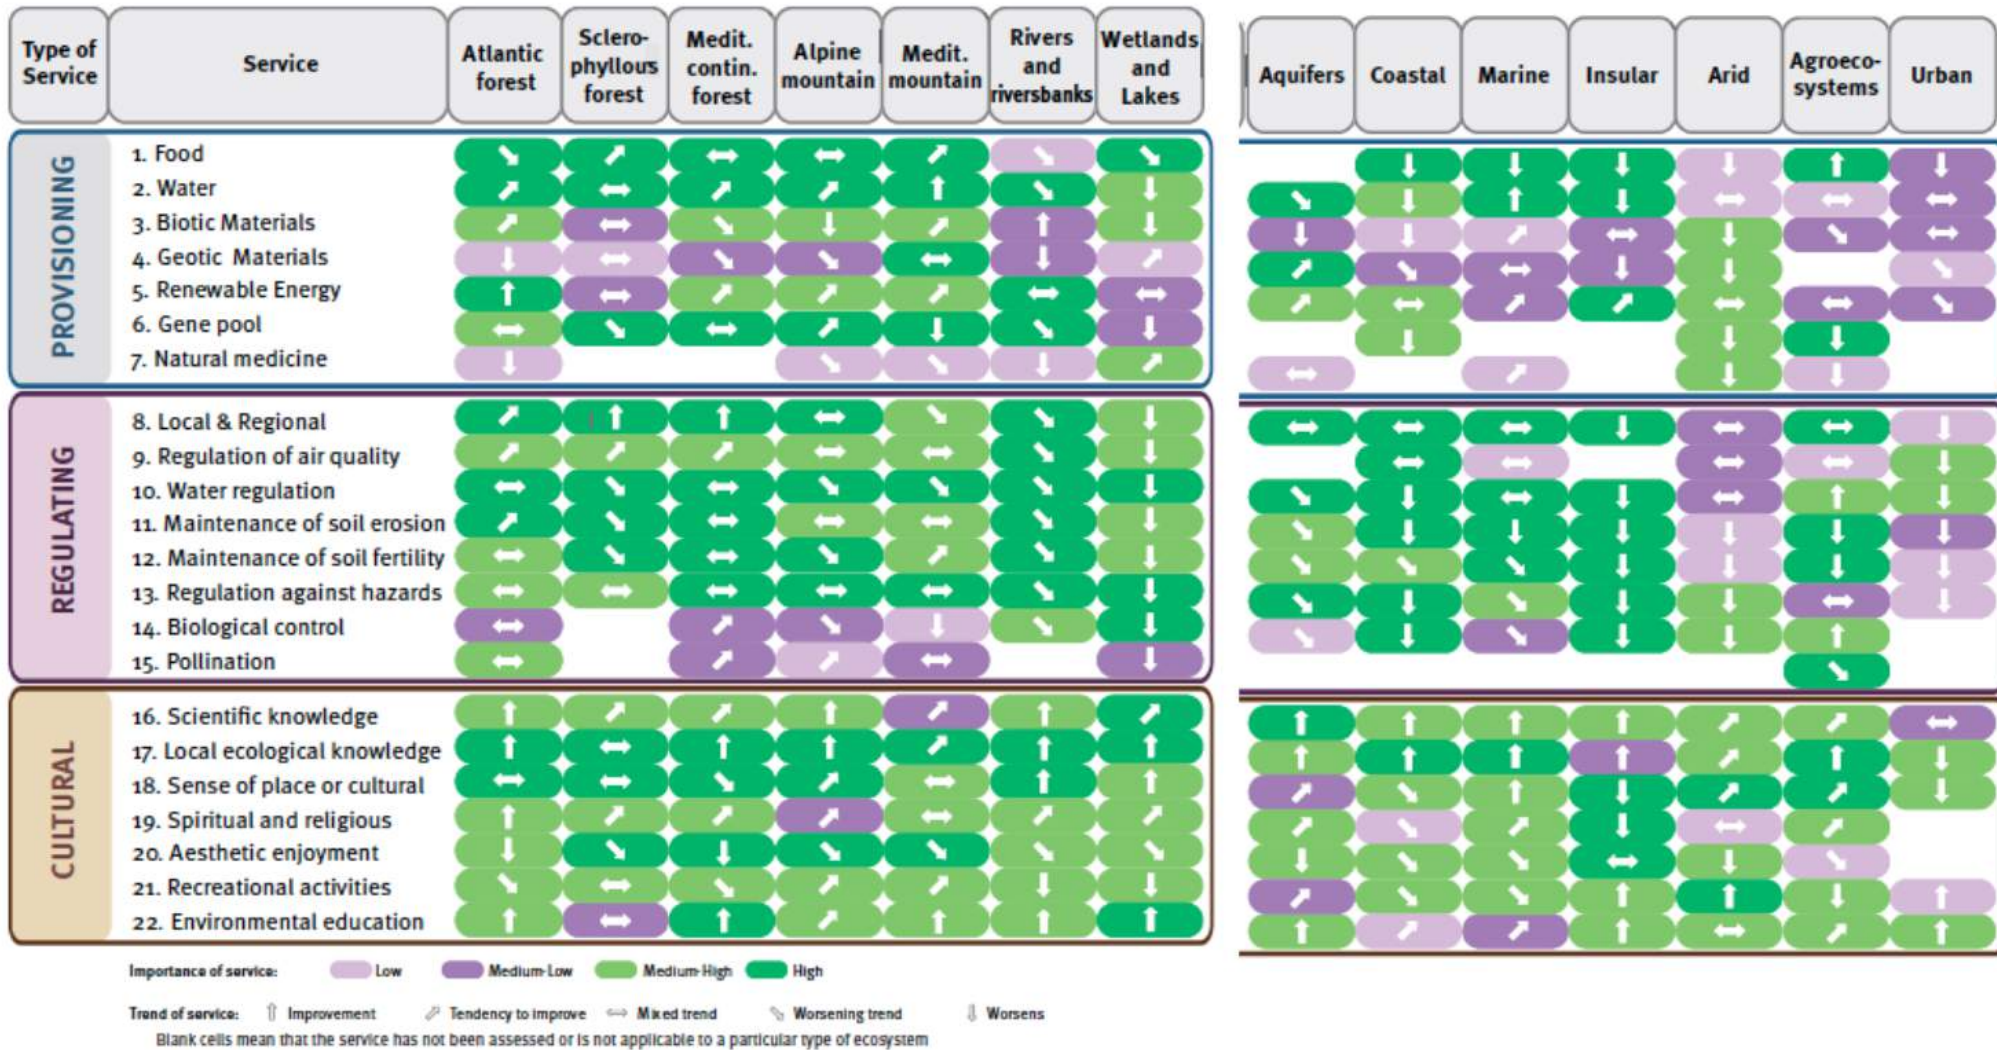 Type of
Service
Service
Atlantic
forest
Sclero-
phyllous
forest
Medit.
contin.
forest
Alpine
mountain
Medit.
mountain
Rivers
and
riversbanks
Wetlands
and
Lakes
Aquifers
Coastal
Marine
Insular
Arid
Agroeco-
systems
Urban
PROVISIONING
1. Food
2. Water
3. Biotic Materials
4. Geotic Materials
5. Renewable Energy
6. Gene pool
7. Natural medicine
REGULATING
8. Local & Regional
9. Regulation of air quality
10. Water regulation
11. Maintenance of soil erosion
12. Maintenance of soil fertility
13. Regulation against hazards
14. Biological control
15. Pollination
CULTURAL
16. Scientific knowledge
17. Local ecological knowledge
18. Sense of place or cultural
19. Spiritual and religious
20. Aesthetic enjoyment
21. Recreational activities
22. Environmental education
Importance of service: Low Medium-Low Medium-High High
Trend of service: Improvement Tendency to improve Mixed trend Worsening trend Worsens
Blank cells mean that the service has not been assessed or is not applicable to a particular type of ecosystem